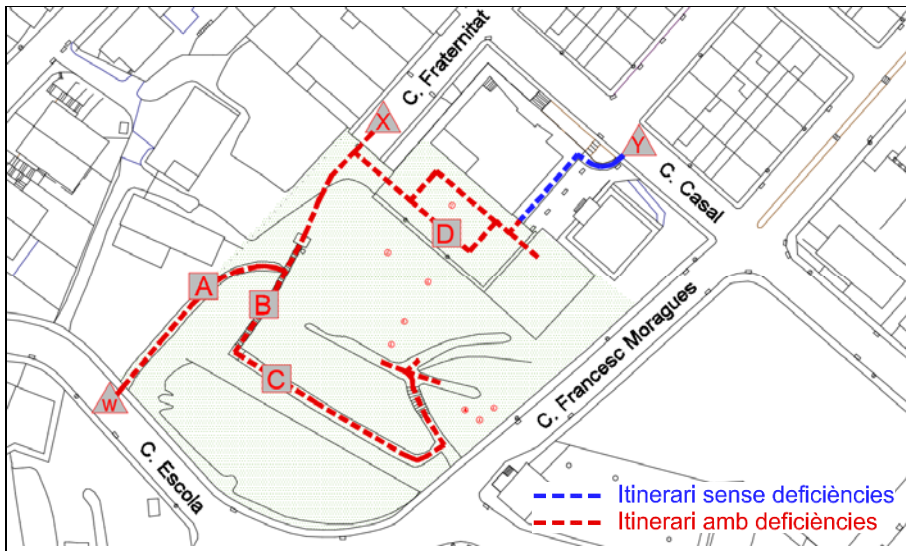 C. Fraternitat
X
Y
C. Casal
D
A
B
C. Francesc Moragues
C
W
C. Escola
Itinerari sense deficiències
Itinerari amb deficiències